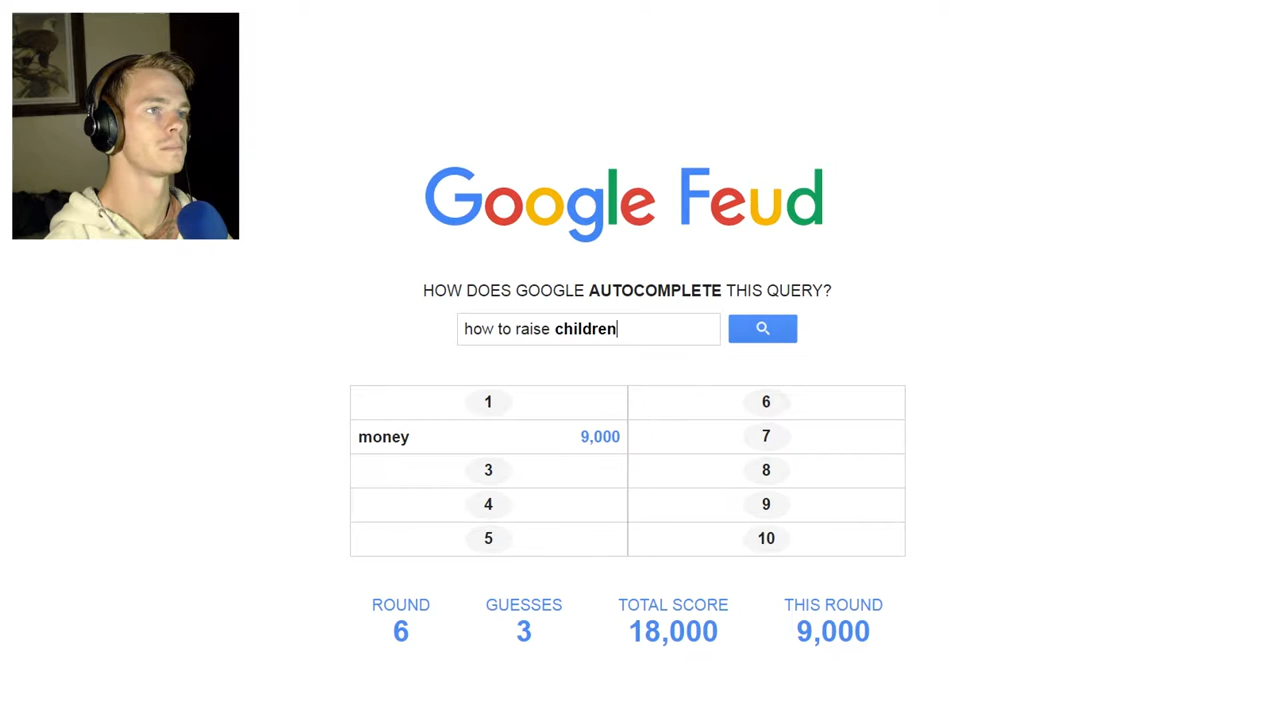 Google Feud
HOW DOES GOOGLE AUTOCOMPLETE THIS QUERY?
how to raise children
1
6
money 9,000
7
3
8
4
9
5
10
ROUND GUESSES TOTAL SCORE THIS ROUND
6 3 18,000 9,000